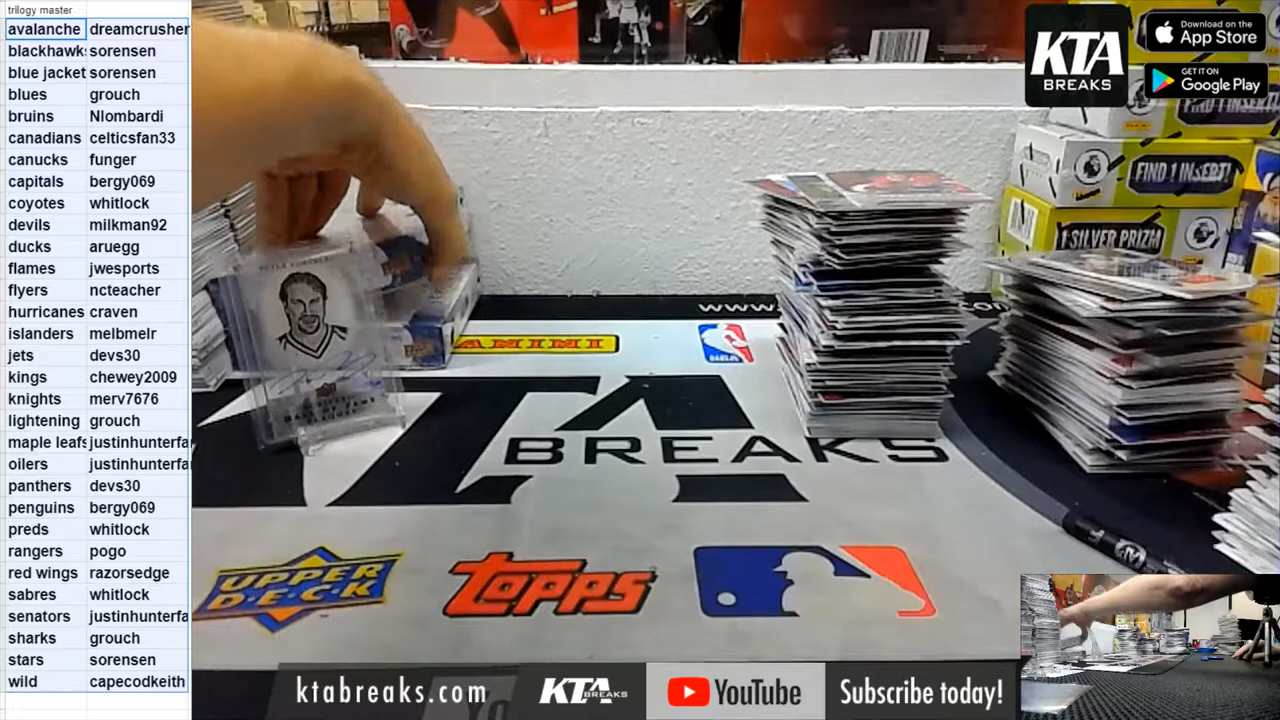 trilogy master
avalanche dreamcrusher
blackhawk sorensen
blue jacket sorensen
blues grouch
bruins Nlombardi
canadians celticsfan33
canucks funger
capitals bergy069
coyotes whitlock
devils milkman92
ducks aruegg
flames jwesports
flyers ncteacher
hurricanes craven
islanders melbmelr
jets devs30
kings chewey2009
knights merv7676
lightening grouch
maple leafs justinhunterfa
oilers justinhunterfa
panthers devs30
penguins bergy069
preds whitlock
rangers pogo
red wings razorsedge
sabres whitlock
senators justinhunterfa
sharks grouch
stars sorensen
wild capecodkeith
KTA
BREAKS
Download on the
App Store
GET IT ON
Google Play
FIND 1 INSERT!
FIND 1 INSERT!
1 SILVER PRIZM
www
PANINI
BREAKS
UPPER
DECK
TOPPS
ktabreaks.com
KTA
BREAKS
YouTube
Subscribe today!